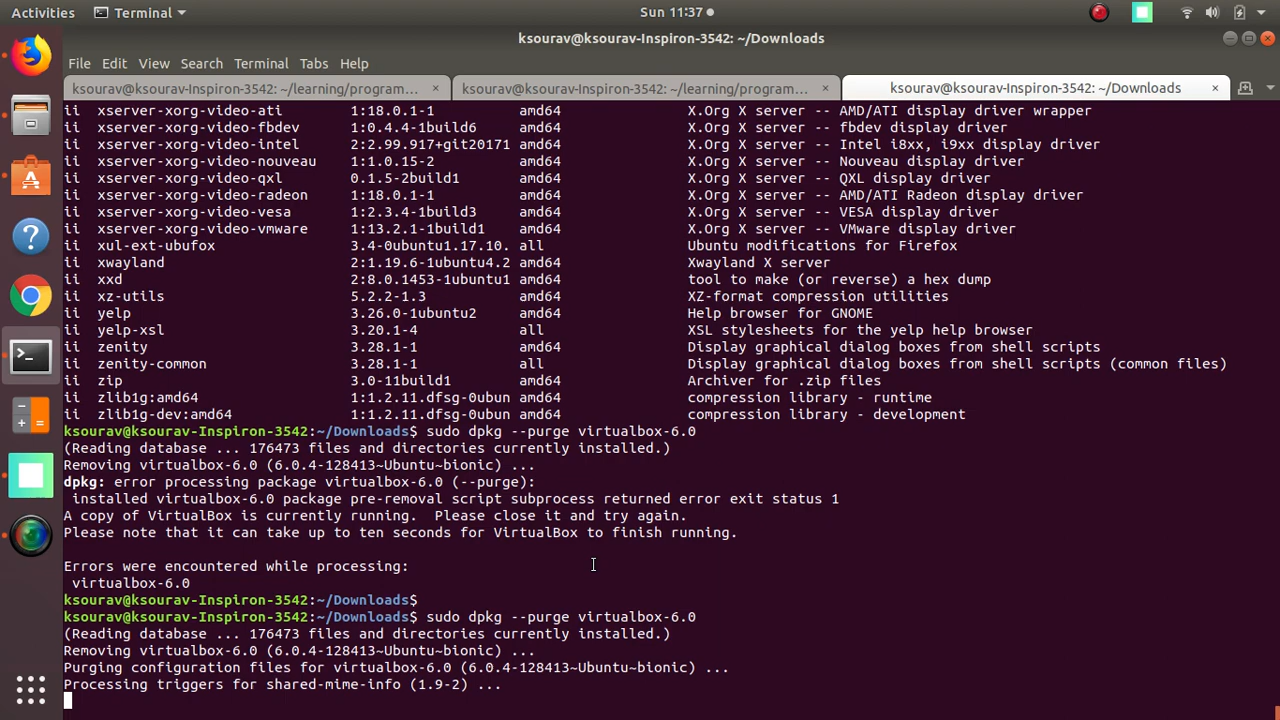 Activities Terminal Sun 11:37
ksourav@ksourav-Inspiron-3542: ~/Downloads
File Edit View Search Terminal Tabs Help
ksourav@ksourav-Inspiron-3542: ~/learning/program... ksourav@ksourav-Inspiron-3542: ~/learning/program... ksourav@ksourav-Inspiron-3542: ~/Downloads
ii xserver-xorg-video-ati 1:18.0.1-1 amd64 X.Org X server -- AMD/ATI display driver wrapper
ii xserver-xorg-video-fbdev 1:0.4.4-1build6 amd64 X.Org X server -- fbdev display driver
ii xserver-xorg-video-intel 2:2.99.917+git20171 amd64 X.Org X server -- Intel i8xx, i9xx display driver
ii xserver-xorg-video-nouveau 1:1.0.15-2 amd64 X.Org X server -- Nouveau display driver
ii xserver-xorg-video-qxl 0.1.5-2build1 amd64 X.Org X server -- QXL display driver
ii xserver-xorg-video-radeon 1:18.0.1-1 amd64 X.Org X server -- AMD/ATI Radeon display driver
ii xserver-xorg-video-vesa 1:2.3.4-1build3 amd64 X.Org X server -- VESA display driver
ii xserver-xorg-video-vmware 1:13.2.1-1build1 amd64 X.Org X server -- VMware display driver
ii xul-ext-ubufox 3.4-0ubuntu1.17.10. all Ubuntu modifications for Firefox
ii xwayland 2:1.19.6-1ubuntu4.2 amd64 Xwayland X server
ii xxd 2:8.0.1453-1ubuntu1 amd64 tool to make (or reverse) a hex dump
ii xz-utils 5.2.2-1.3 amd64 XZ-format compression utilities
ii yelp 3.26.0-1ubuntu2 amd64 Help browser for GNOME
ii yelp-xsl 3.20.1-4 all XSL stylesheets for the yelp help browser
ii zenity 3.28.1-1 amd64 Display graphical dialog boxes from shell scripts
ii zenity-common 3.28.1-1 all Display graphical dialog boxes from shell scripts (common files)
ii zip 3.0-11build1 amd64 Archiver for .zip files
ii zlib1g:amd64 1:1.2.11.dfsg-0ubun amd64 compression library - runtime
ii zlib1g-dev:amd64 1:1.2.11.dfsg-0ubun amd64 compression library - development
ksourav@ksourav-Inspiron-3542:~/Downloads$ sudo dpkg --purge virtualbox-6.0
(Reading database ... 176473 files and directories currently installed.)
Removing virtualbox-6.0 (6.0.4-128413~Ubuntu~bionic) ...
dpkg: error processing package virtualbox-6.0 (--purge):
installed virtualbox-6.0 package pre-removal script subprocess returned error exit status 1
A copy of VirtualBox is currently running. Please close it and try again.
Please note that it can take up to ten seconds for VirtualBox to finish running.
Errors were encountered while processing:
virtualbox-6.0
ksourav@ksourav-Inspiron-3542:~/Downloads$
ksourav@ksourav-Inspiron-3542:~/Downloads$ sudo dpkg --purge virtualbox-6.0
(Reading database ... 176473 files and directories currently installed.)
Removing virtualbox-6.0 (6.0.4-128413~Ubuntu~bionic) ...
Purging configuration files for virtualbox-6.0 (6.0.4-128413~Ubuntu~bionic) ...
Processing triggers for shared-mime-info (1.9-2) ...